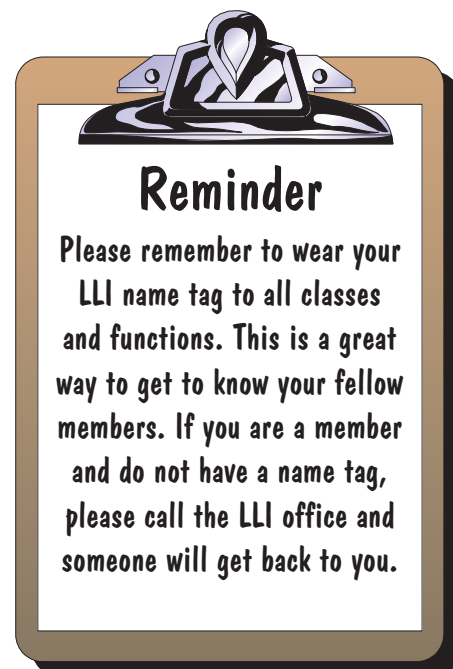 Reminder
Please remember to wear your
LLI name tag to all classes
and functions. This is a great
way to get to know your fellow
members. If you are a member
and do not have a name tag,
please call the LLI office and
someone will get back to you.